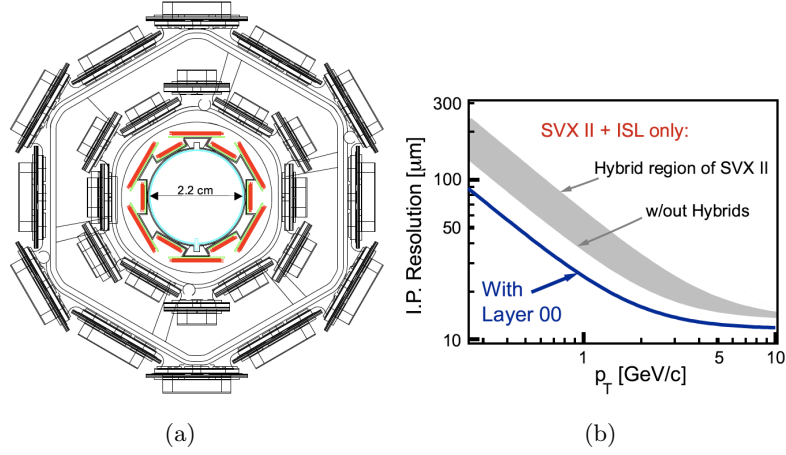 2.2 cm
(a)
I.P. Resolution [μm]
300
100
50
10
SVX II + ISL only:
Hybrid region of SVX II
w/out Hybrids
With
Layer 00
1
5
10
p_T [GeV/c]
(b)